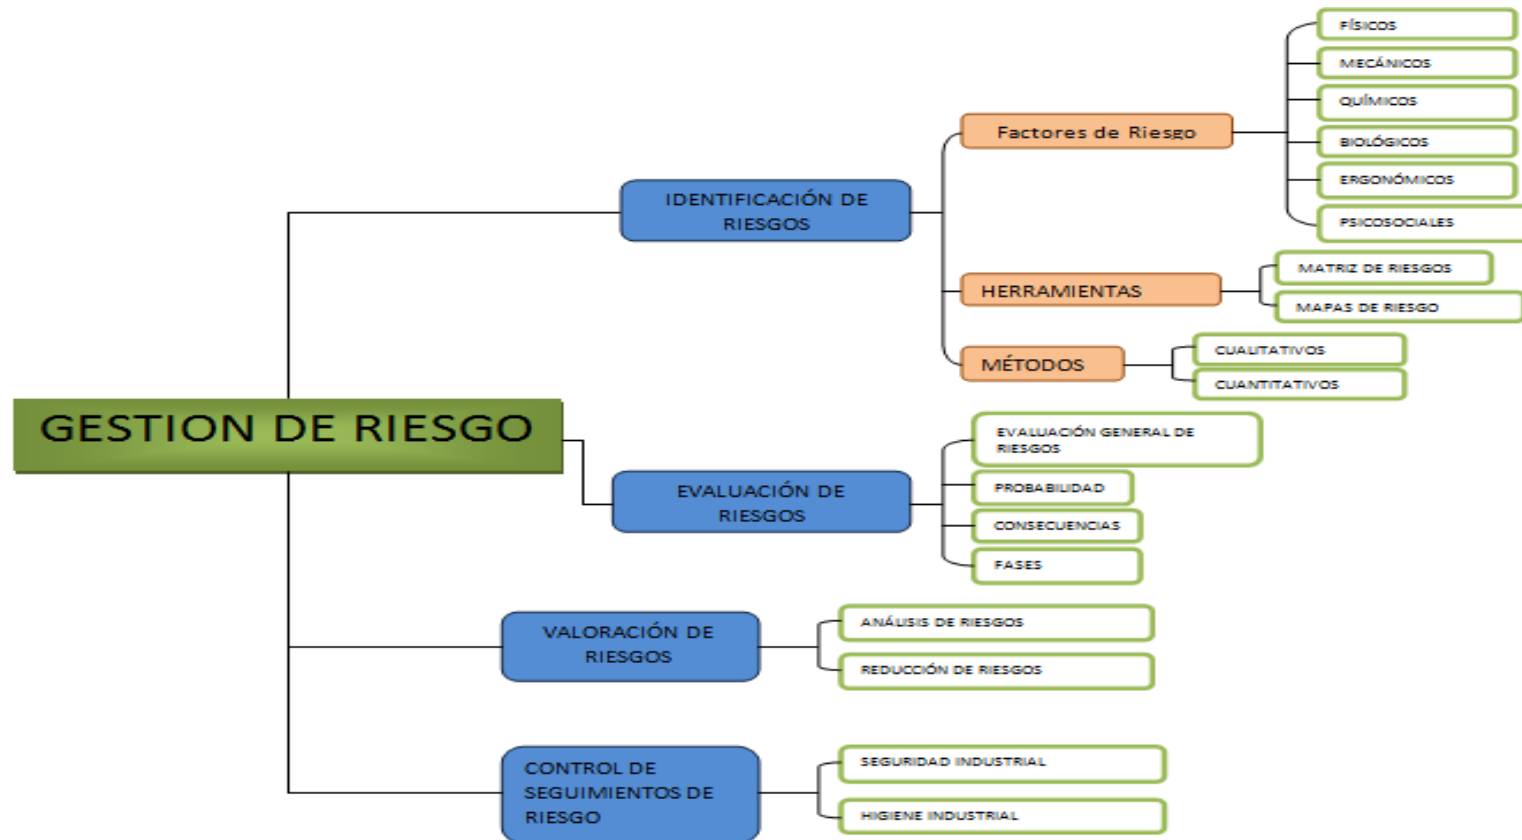 GESTION DE RIESGO
IDENTIFICACIÓN DE
RIESGOS
Factores de Riesgo
FÍSICOS
MECÁNICOS
QUÍMICOS
BIOLÓGICOS
ERGONÓMICOS
PSICOSOCIALES
HERRAMIENTAS
MATRIZ DE RIESGOS
MAPAS DE RIESGO
MÉTODOS
CUALITATIVOS
CUANTITATIVOS
EVALUACIÓN DE
RIESGOS
EVALUACIÓN GENERAL DE
RIESGOS
PROBABILIDAD
CONSECUENCIAS
FASES
VALORACIÓN DE
RIESGOS
ANÁLISIS DE RIESGOS
REDUCCIÓN DE RIESGOS
CONTROL DE
SEGUIMIENTOS DE
RIESGO
SEGURIDAD INDUSTRIAL
HIGIENE INDUSTRIAL